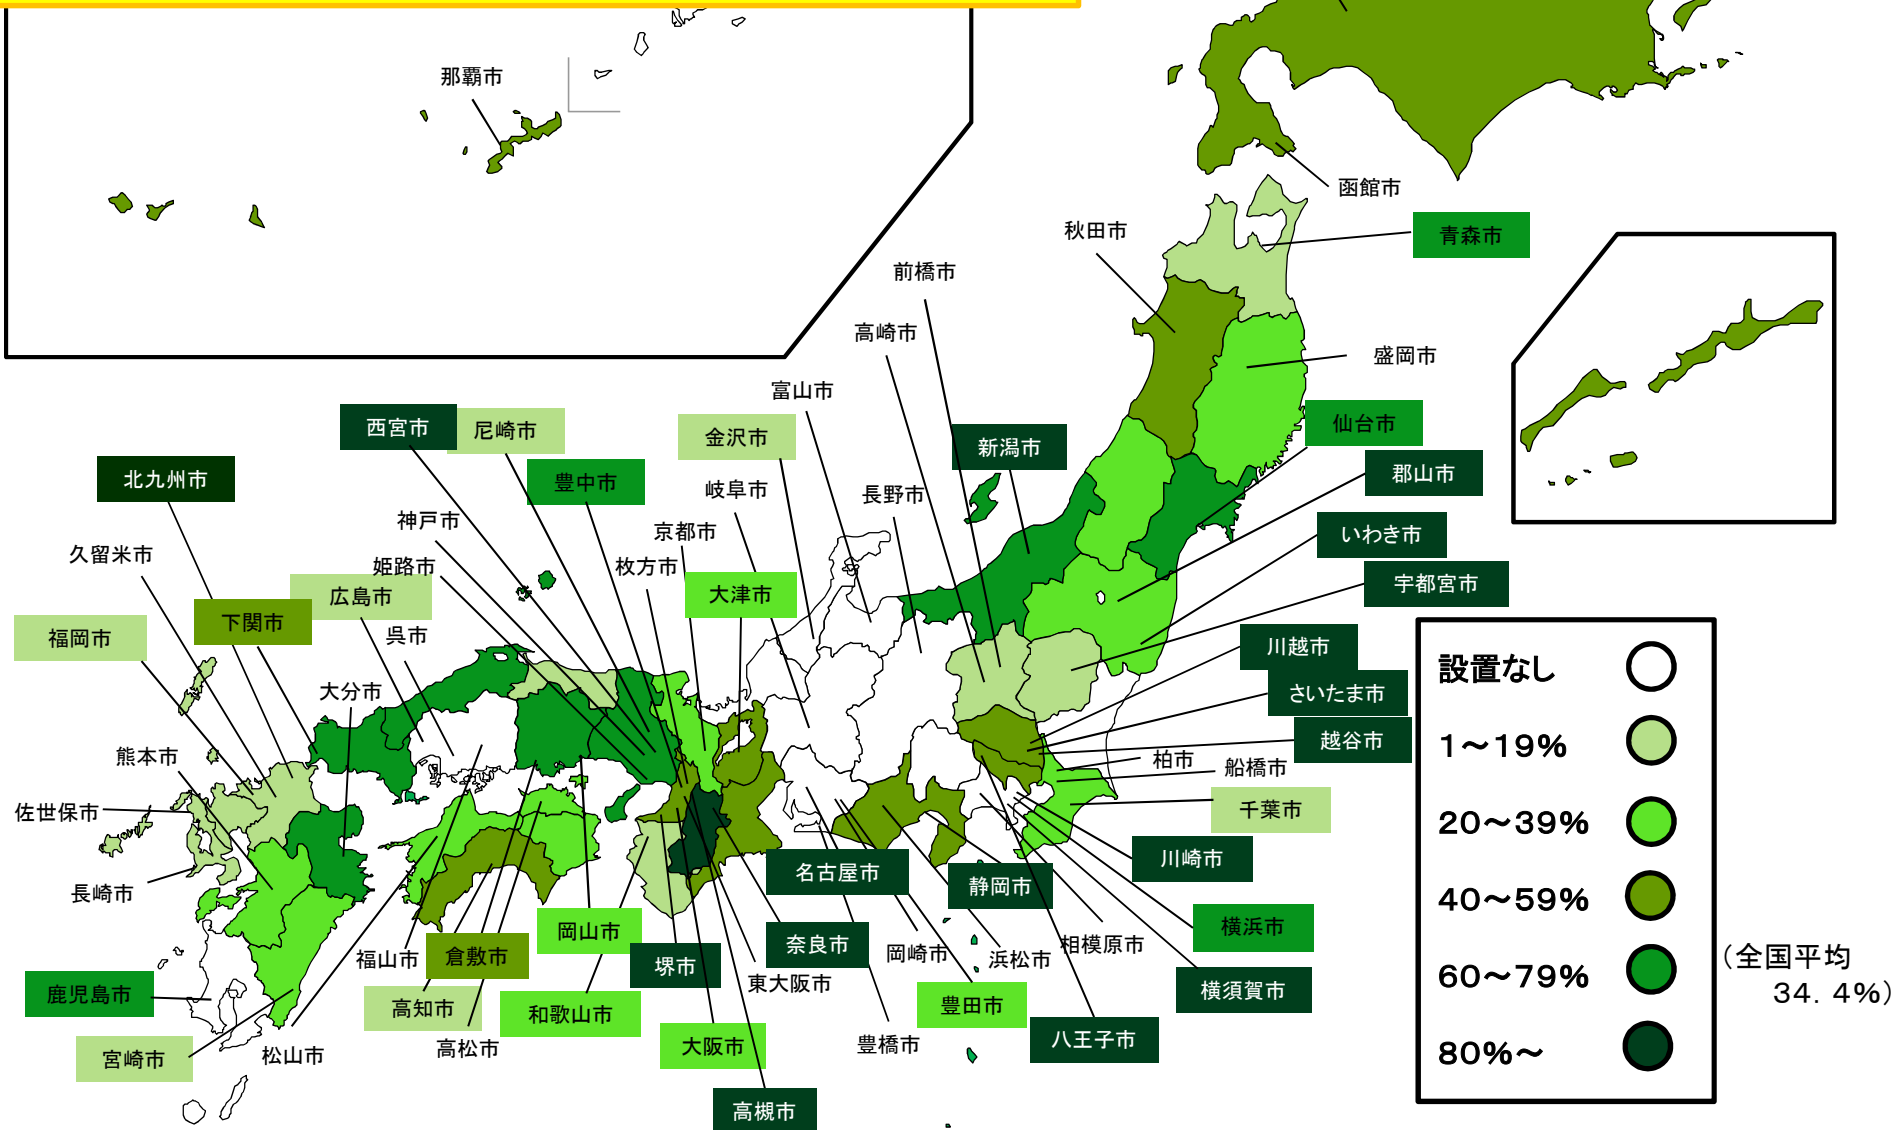 那覇市
函館市
青森市
秋田市
前橋市
高崎市
盛岡市
富山市
西宮市
尼崎市
金沢市
仙台市
新潟市
郡山市
北九州市
豊中市
岐阜市
長野市
神戸市
京都市
いわき市
久留米市
姫路市
枚方市
宇都宮市
広島市
大津市
下関市
福岡市
呉市
川越市
大分市
さいたま市
越谷市
熊本市
柏市
船橋市
佐世保市
千葉市
長崎市
名古屋市
静岡市
川崎市
岡山市
横浜市
福山市
倉敷市
堺市
奈良市
東大阪市
岡崎市
浜松市
相模原市
鹿児島市
高知市
和歌山市
豊田市
横須賀市
宮崎市
松山市
高松市
大阪市
豊橋市
八王子市
高槻市
設置なし
1～19%
20～39%
40～59%
60～79%
80%～
(全国平均
34.4%)